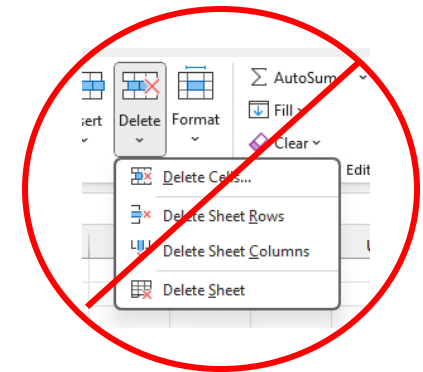 AutoSum
sert Delete Format Fill
Clear
Edit
Delete Cells...
Delete Sheet Rows
Delete Sheet Columns
Delete Sheet